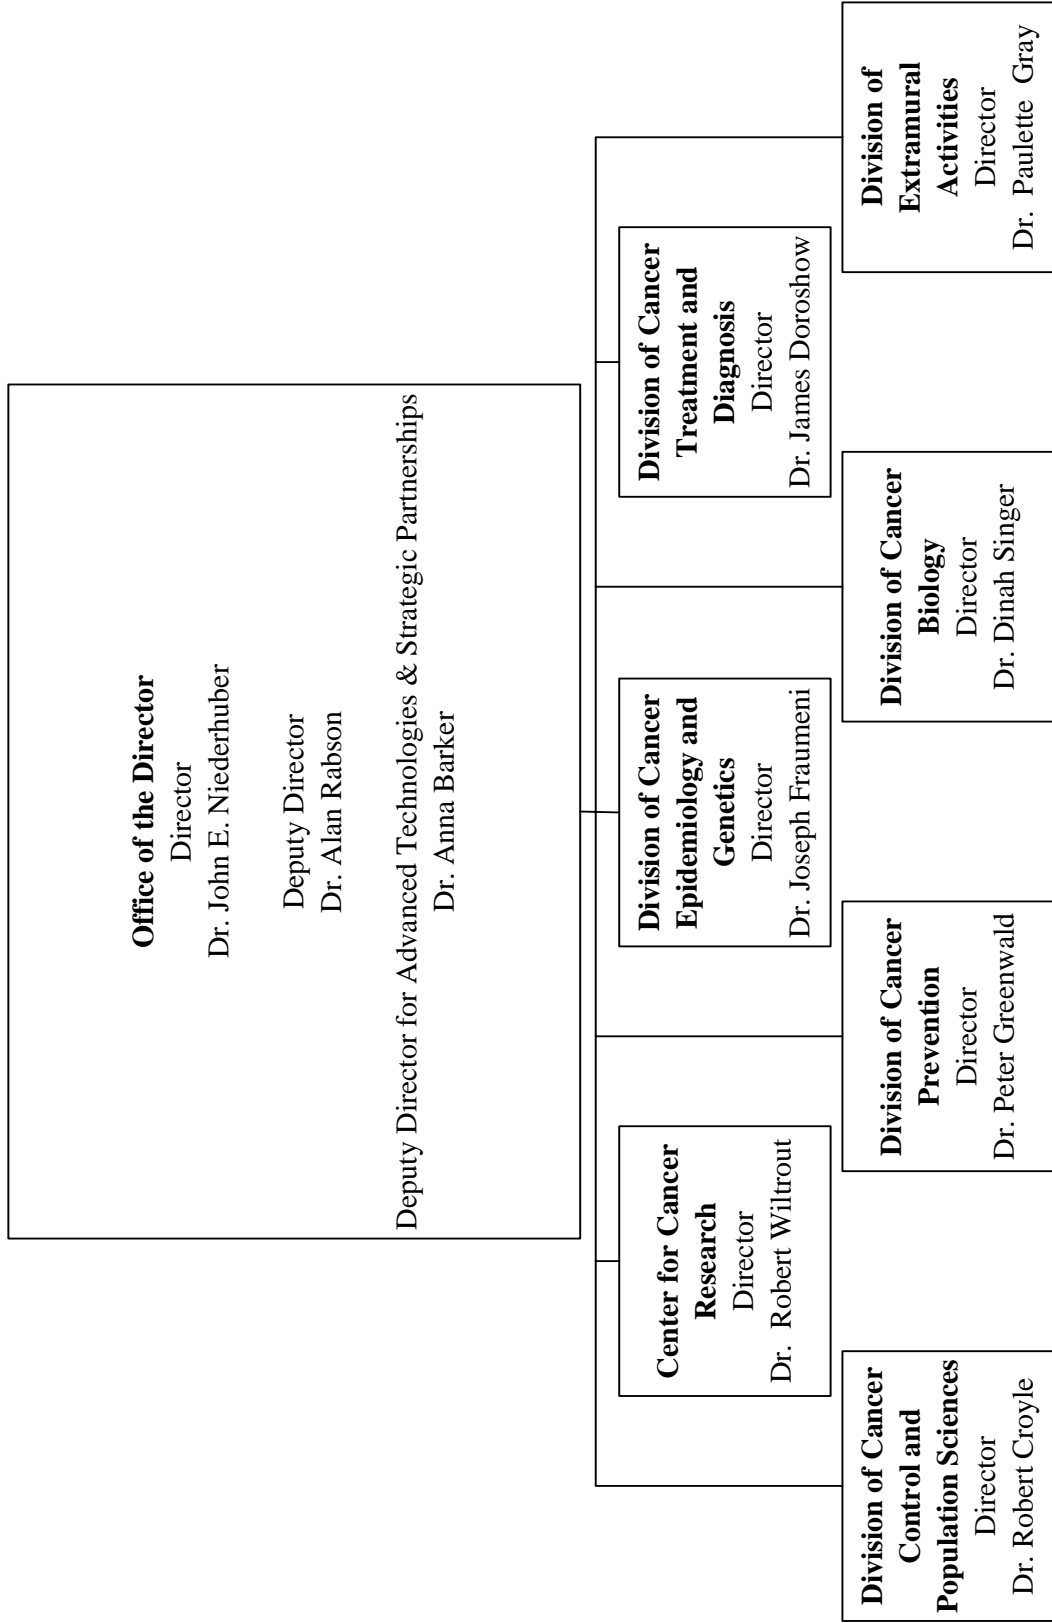 Office of the Director
Director
Dr. John E. Niederhuber
Deputy Director
Dr. Alan Rabson
Deputy Director for Advanced Technologies & Strategic Partnerships
Dr. Anna Barker
Center for Cancer
Research
Director
Dr. Robert Wiltrout
Division of Cancer
Epidemiology and
Genetics
Director
Dr. Joseph Fraumeni
Division of Cancer
Treatment and
Diagnosis
Director
Dr. James Doroshow
Division of Cancer
Control and
Population Sciences
Director
Dr. Robert Croyle
Division of Cancer
Prevention
Director
Dr. Peter Greenwald
Division of Cancer
Biology
Director
Dr. Dinah Singer
Division of
Extramural
Activities
Director
Dr. Paulette Gray